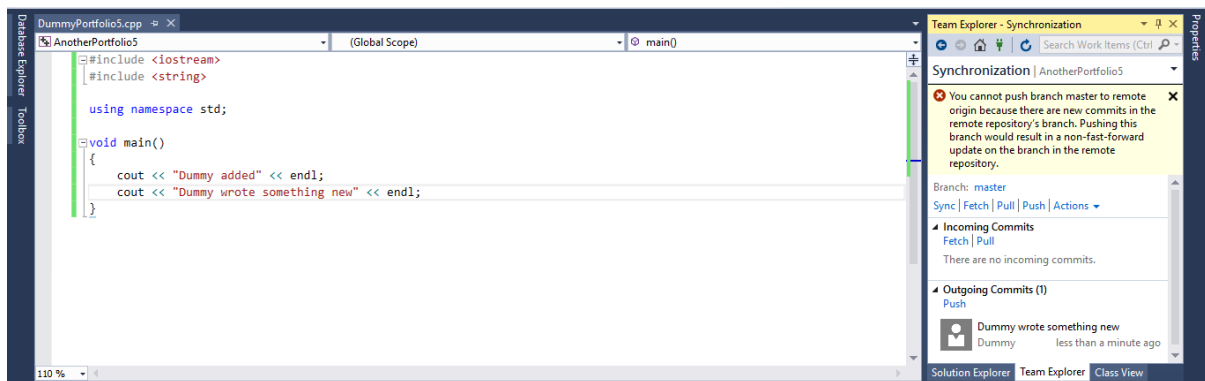 Database Explorer
Toolbox
DummyPortfolio5.cpp
AnotherPortfolio5
(Global Scope)
main()
#include <iostream>
#include <string>
using namespace std;
void main()
{
cout << "Dummy added" << endl;
cout << "Dummy wrote something new" << endl;
}
110 %
Team Explorer - Synchronization
Search Work Items (Ctrl
Synchronization | AnotherPortfolio5
You cannot push branch master to remote
origin because there are new commits in the
remote repository's branch. Pushing this
branch would result in a non-fast-forward
update on the branch in the remote
repository.
Branch: master
Sync | Fetch | Pull | Push | Actions
Incoming Commits
Fetch | Pull
There are no incoming commits.
Outgoing Commits (1)
Push
Dummy wrote something new
Dummy less than a minute ago
Solution Explorer Team Explorer Class View
Properties